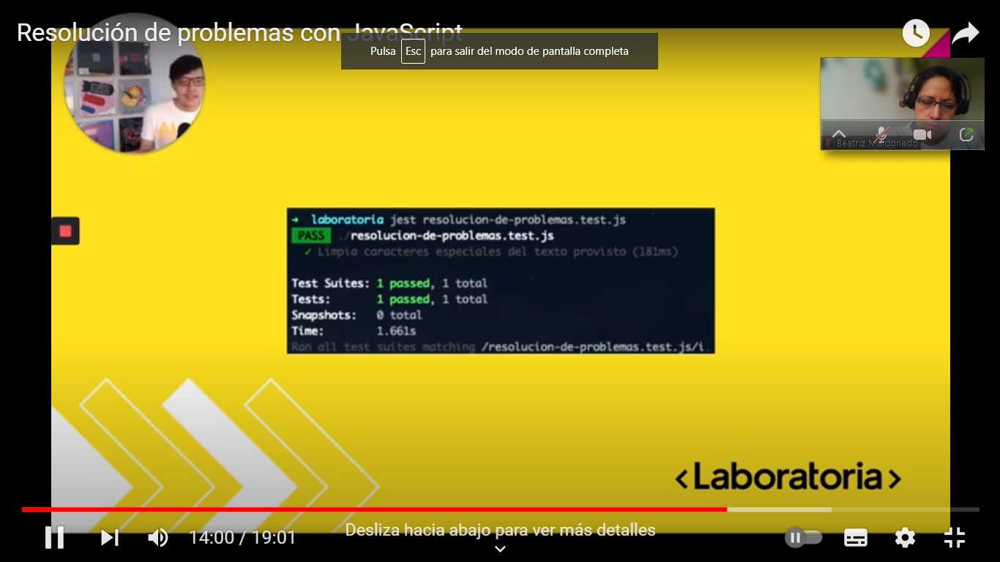 Resolución de problemas con JavaScript
Pulsa Esc para salir del modo de pantalla completa
Beatriz Maldonado
→ laboratoria jest resolucion-de-problemas.test.js
PASS ./resolucion-de-problemas.test.js
✓ Limpia caracteres especiales del texto provisto (181ms)
Test Suites: 1 passed, 1 total
Tests: 1 passed, 1 total
Snapshots: 0 total
Time: 1.661s
Ran all test suites matching /resolucion-de-problemas.test.js/i.
<Laboratoria>
14:00 / 19:01
Desliza hacia abajo para ver más detalles